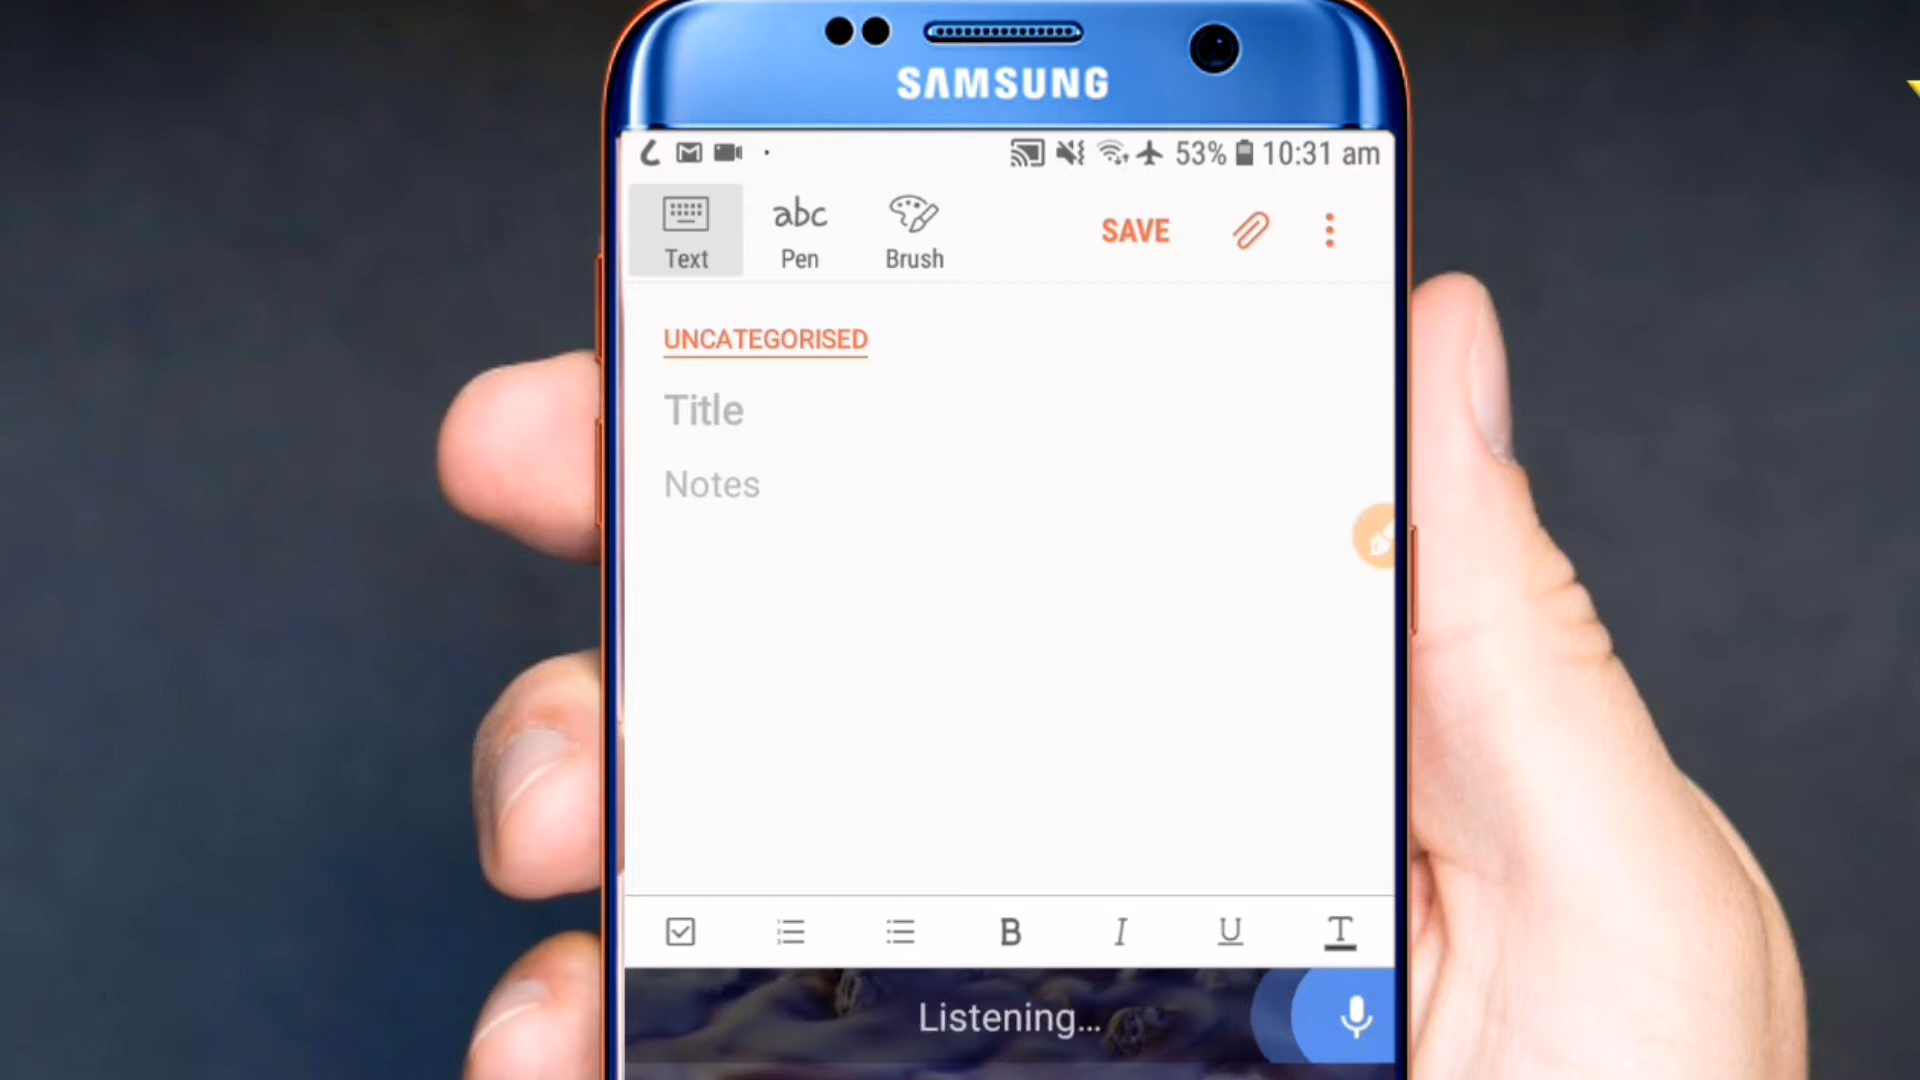 SAMSUNG
53% 10:31 am
abc
Text Pen Brush SAVE
UNCATEGORISED
Title
Notes
B I U T
Listening...